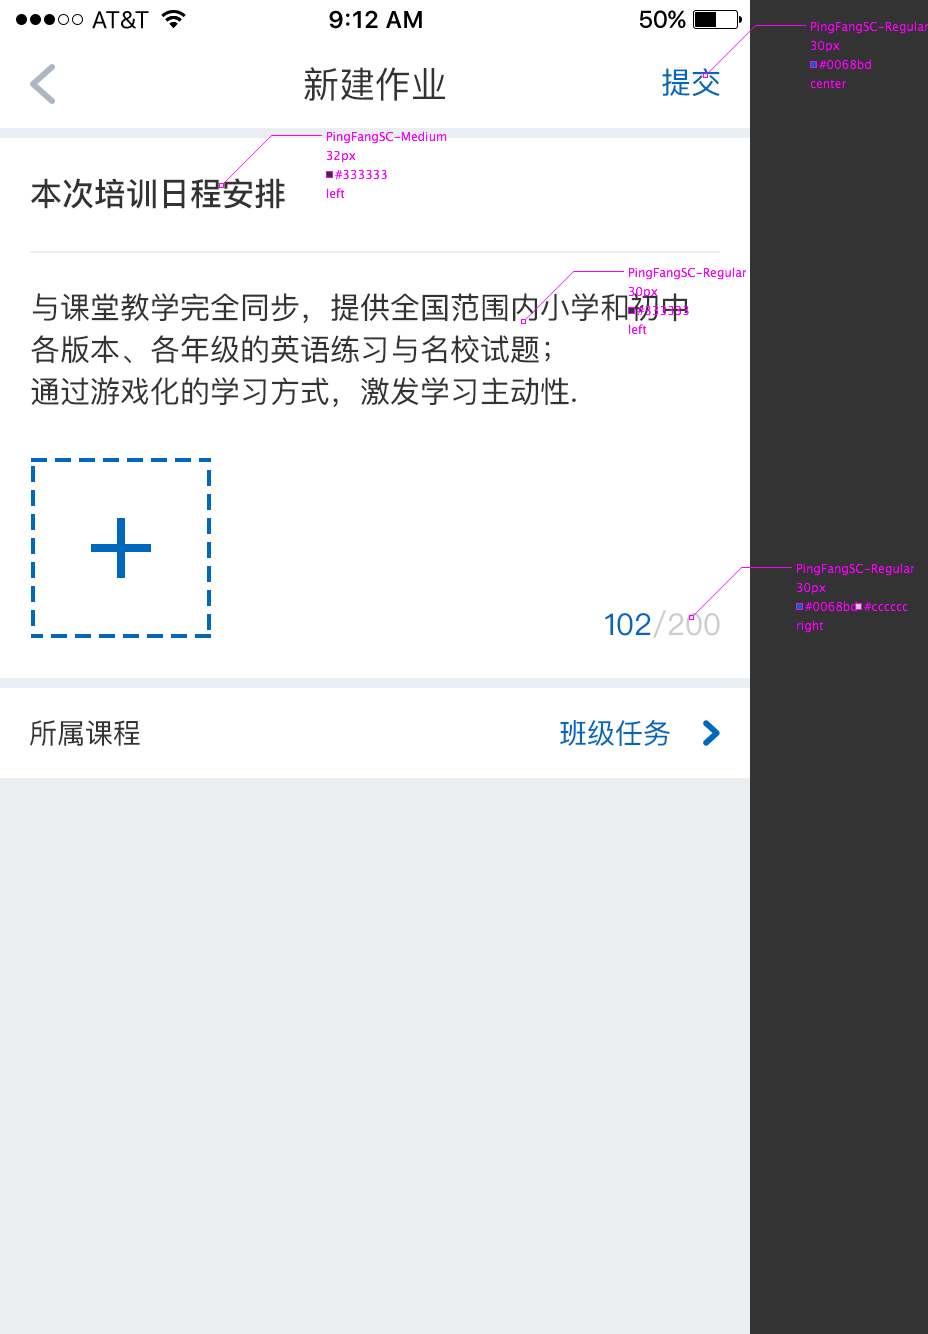 AT&T 9:12 AM 50%
新建作业 提交
PingFangSC-Regular
30px
#0068bd
center
PingFangSC-Medium
32px
#333333
left
本次培训日程安排
PingFangSC-Regular
30px
#333333
left
与课堂教学完全同步，提供全国范围内小学和初中
各版本、各年级的英语练习与名校试题；
通过游戏化的学习方式，激发学习主动性.
PingFangSC-Regular
30px
#0068bd #cccccc
right
102/200
所属课程 班级任务